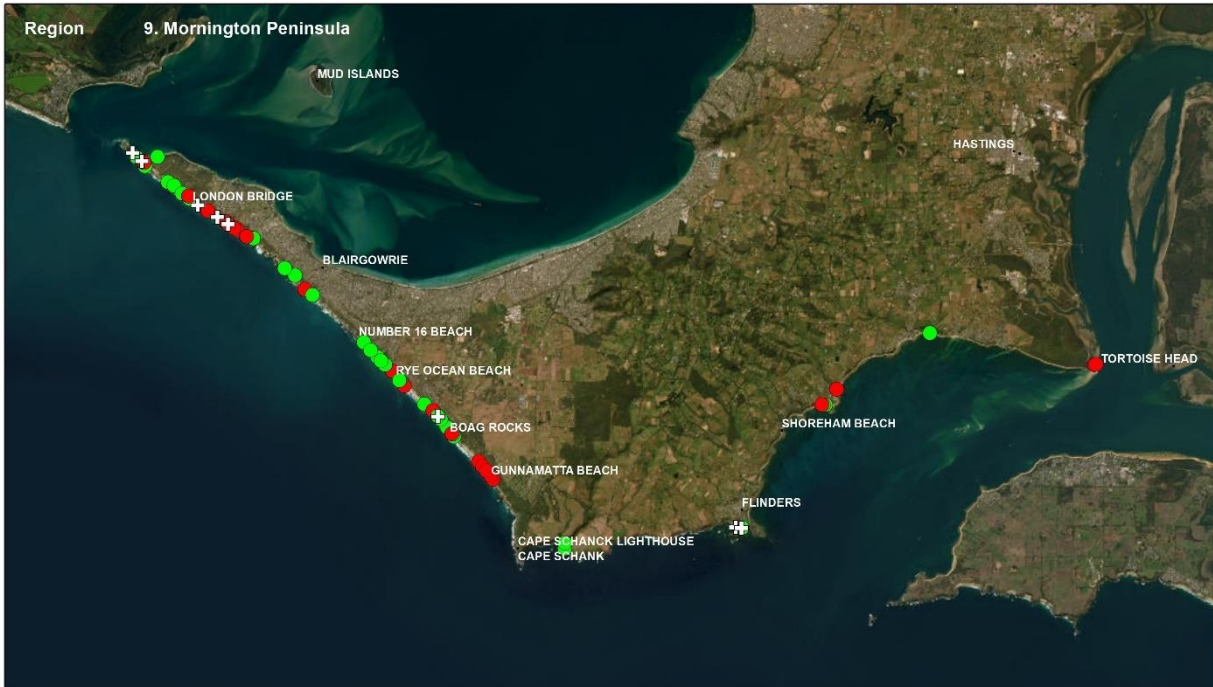 Region 9. Mornington Peninsula
MUD ISLANDS
HASTINGS
LONDON BRIDGE
BLAIRGOWRIE
NUMBER 16 BEACH
TORTOISE HEAD
RYE OCEAN BEACH
SHOREHAM BEACH
BOAG ROCKS
GUNNAMATTA BEACH
FLINDERS
CAPE SCHANCK LIGHTHOUSE
CAPE SCHANK